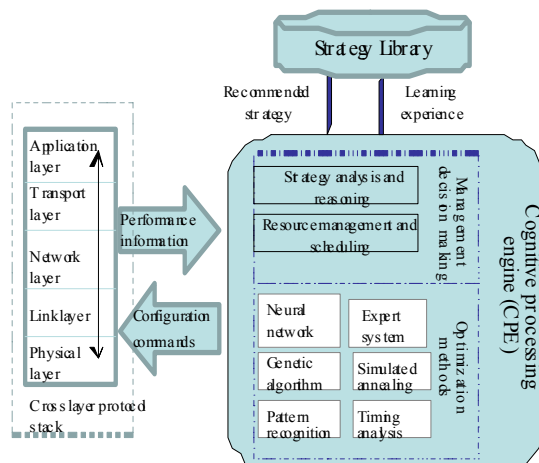 Strategy Library
Recommended
strategy
Learning
experience
Application
layer
Transport
layer
Network
layer
Link layer
Physical
layer
Cross layer protocol
stack
Performance
information
Configuration
commands
Strategy analysis and
reasoning
Resource management and
scheduling
Management
decision making
Neural
network
Expert
system
Genetic
algorithm
Simulated
annealing
Pattern
recognition
Timing
analysis
Optimization
methods
Cognitive processing
engine (CPE)